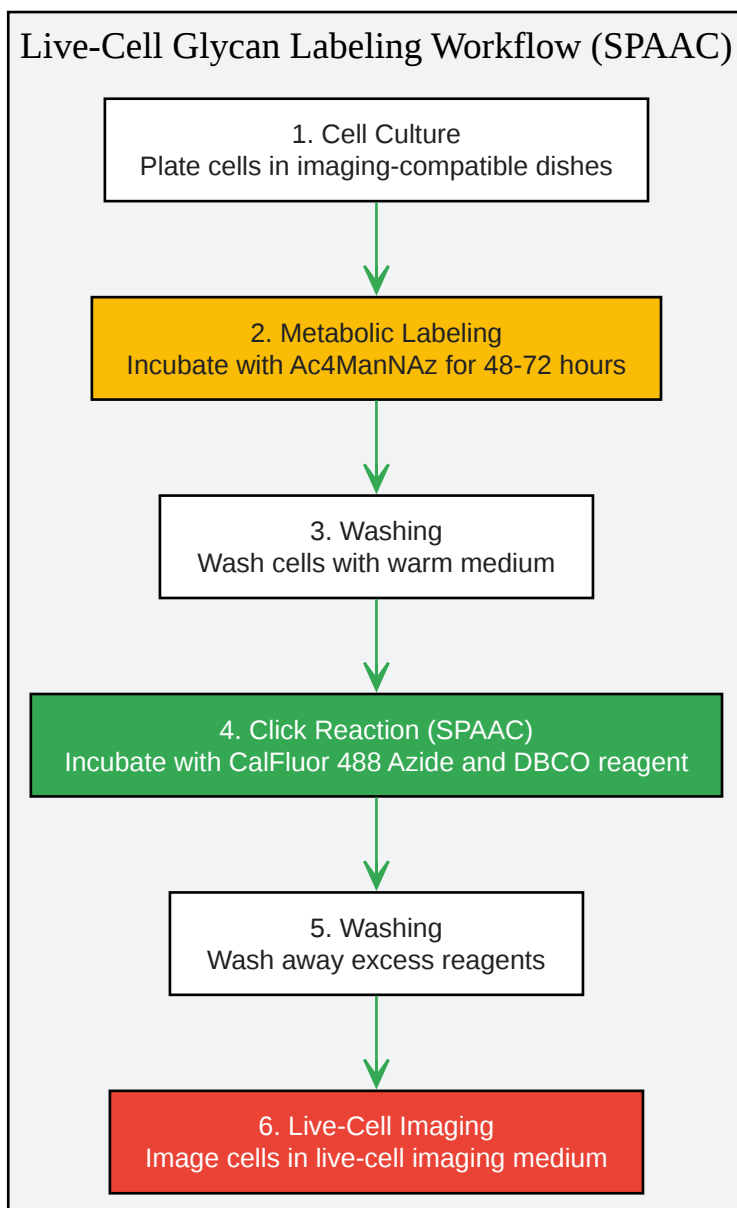 Live-Cell Glycan Labeling Workflow (SPAAC)
1. Cell Culture
Plate cells in imaging-compatible dishes
2. Metabolic Labeling
Incubate with Ac4ManNAz for 48-72 hours
3. Washing
Wash cells with warm medium
4. Click Reaction (SPAAC)
Incubate with CalFluor 488 Azide and DBCO reagent
5. Washing
Wash away excess reagents
6. Live-Cell Imaging
Image cells in live-cell imaging medium